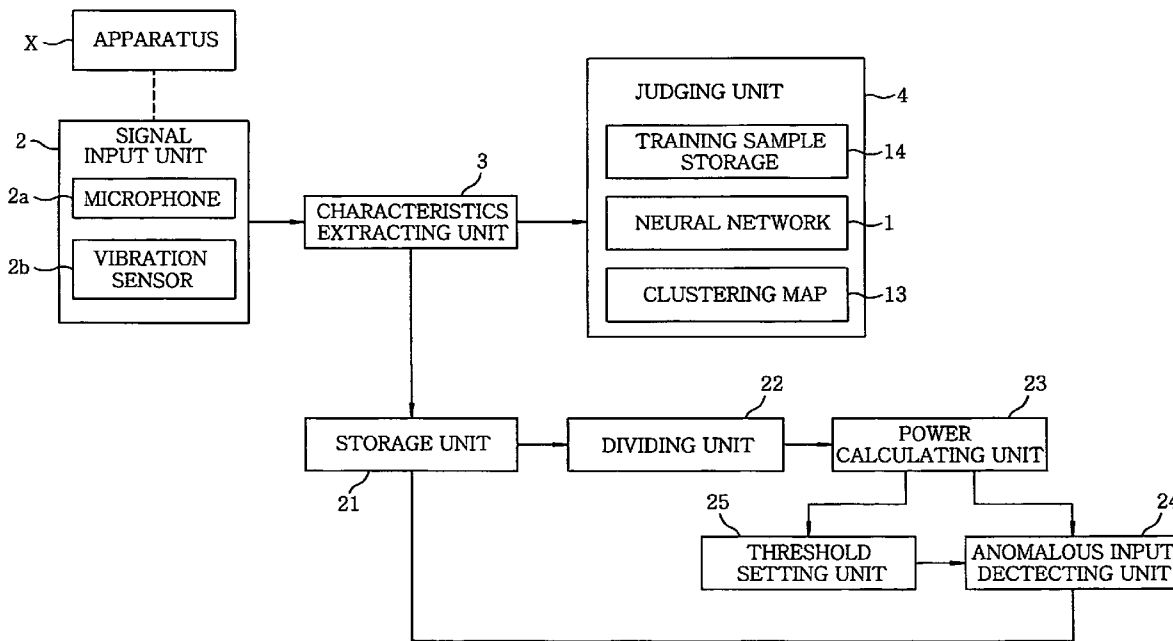 X
APPARATUS
2
SIGNAL
INPUT UNIT
2a
MICROPHONE
2b
VIBRATION
SENSOR
3
CHARACTERISTICS
EXTRACTING UNIT
JUDGING UNIT
4
TRAINING SAMPLE
STORAGE
14
NEURAL NETWORK
1
CLUSTERING MAP
13
STORAGE UNIT
21
22
DIVIDING UNIT
23
POWER
CALCULATING UNIT
25
THRESHOLD
SETTING UNIT
24
ANOMALOUS INPUT
DECTECTING UNIT